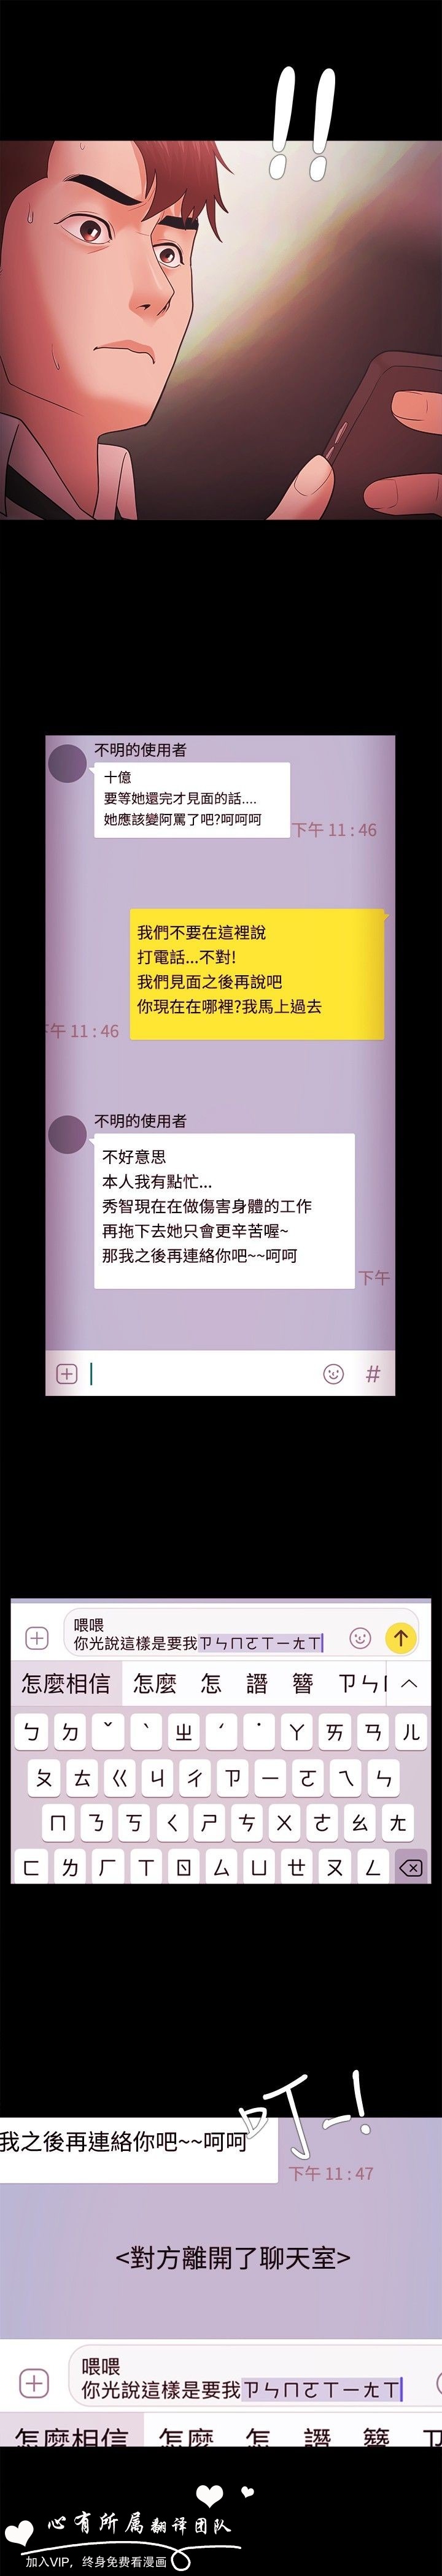 !!
不明的使用者
十億
要等她還完才見面的話....
她應該變阿罵了吧?呵呵呵
下午 11:46
我們不要在這裡說
打電話...不對!
我們見面之後再說吧
你現在在哪裡?我馬上過去
下午 11:46
不明的使用者
不好意思
本人我有點忙...
秀智現在在做傷害身體的工作
再拖下去她只會更辛苦喔~
那我之後再連絡你吧~~呵呵
下午
#
喂喂
你光說這樣是要我ㄗㄣㄇㄛㄒㄧㄤㄒ
怎麼相信 怎麼 怎 譖 簪 ㄗㄣㄇ
ㄅ ㄉ ˇ ˋ ㄓ ˊ ˙ ㄚ ㄞ ㄢ ㄦ
ㄆ ㄊ ㄍ ㄐ ㄔ ㄗ ㄧ ㄛ ㄟ ㄣ
ㄇ ㄋ ㄎ ㄑ ㄕ ㄘ ㄨ ㄜ ㄠ ㄤ
ㄈ ㄌ ㄏ ㄒ ㄖ ㄙ ㄩ ㄝ ㄡ ㄥ
叮-!
我之後再連絡你吧~~呵呵
下午 11:47
<對方離開了聊天室>
喂喂
你光說這樣是要我ㄗㄣㄇㄛㄒㄧㄤㄒ
怎麼相信 怎麼 怎 譖 簪 ㄗ
心有所属翻译团队
加入VIP，终身免费看漫画